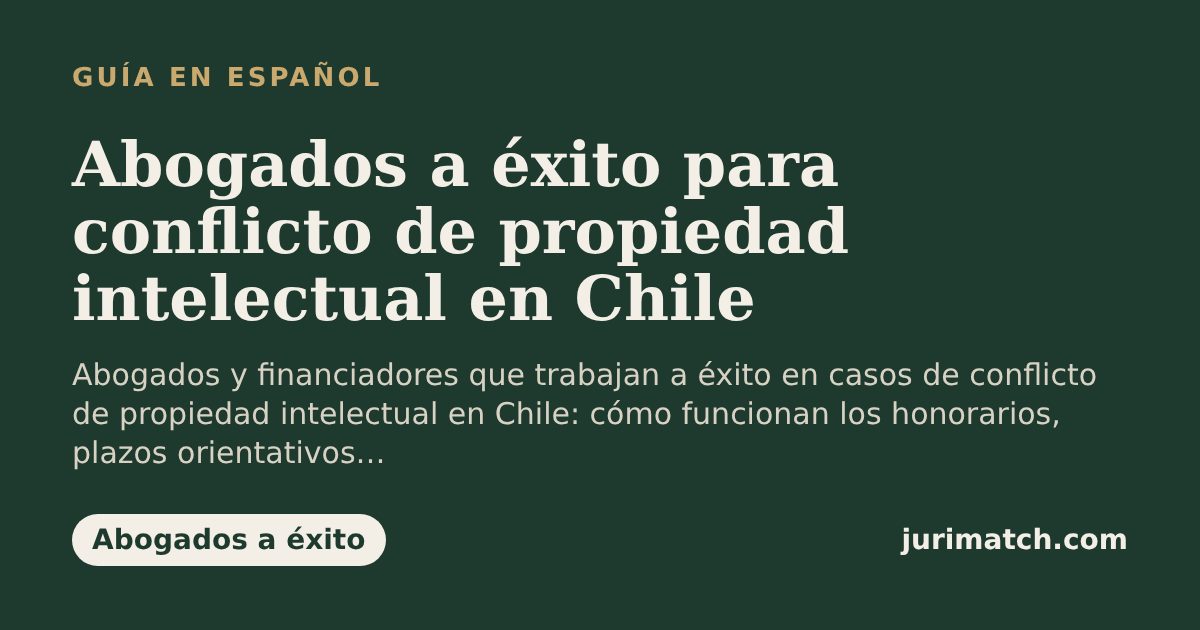 GUÍA EN ESPAÑOL
Abogados a éxito para
conflicto de propiedad
intelectual en Chile
Abogados y financiadores que trabajan a éxito en casos de conflicto
de propiedad intelectual en Chile: cómo funcionan los honorarios,
plazos orientativos...
Abogados a éxito
jurimatch.com